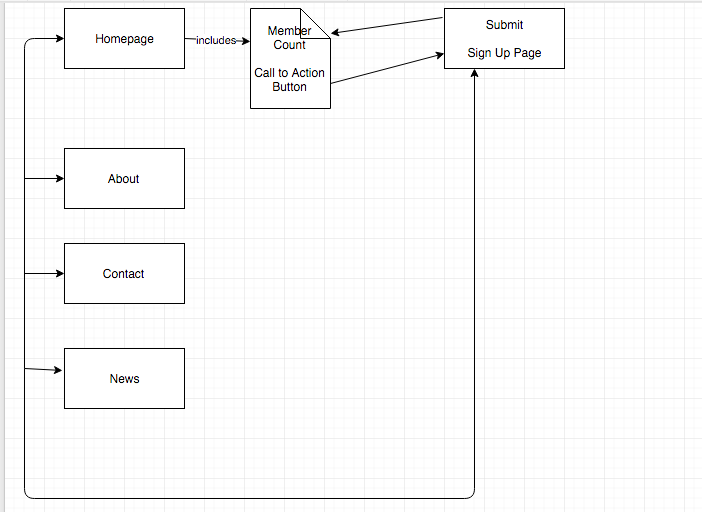 Homepage
includes
Member
Count
Call to Action
Button
Submit
Sign Up Page
About
Contact
News